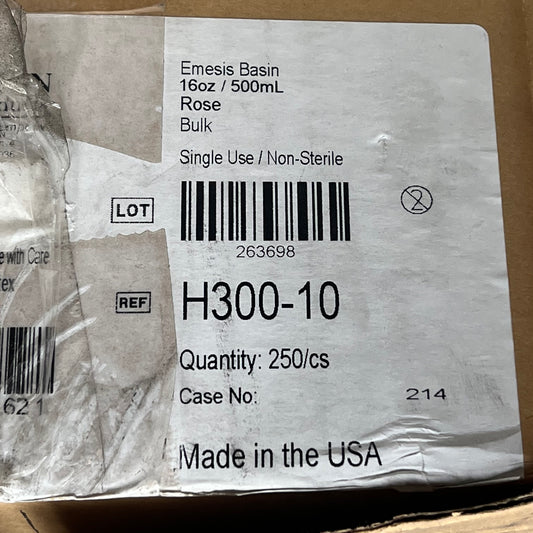 Emesis Basin
16oz / 500mL
Rose
Bulk
Single Use / Non-Sterile
LOT
263698
2
REF
H300-10
Quantity: 250/cs
Case No: 214
Made in the USA
with Care
621